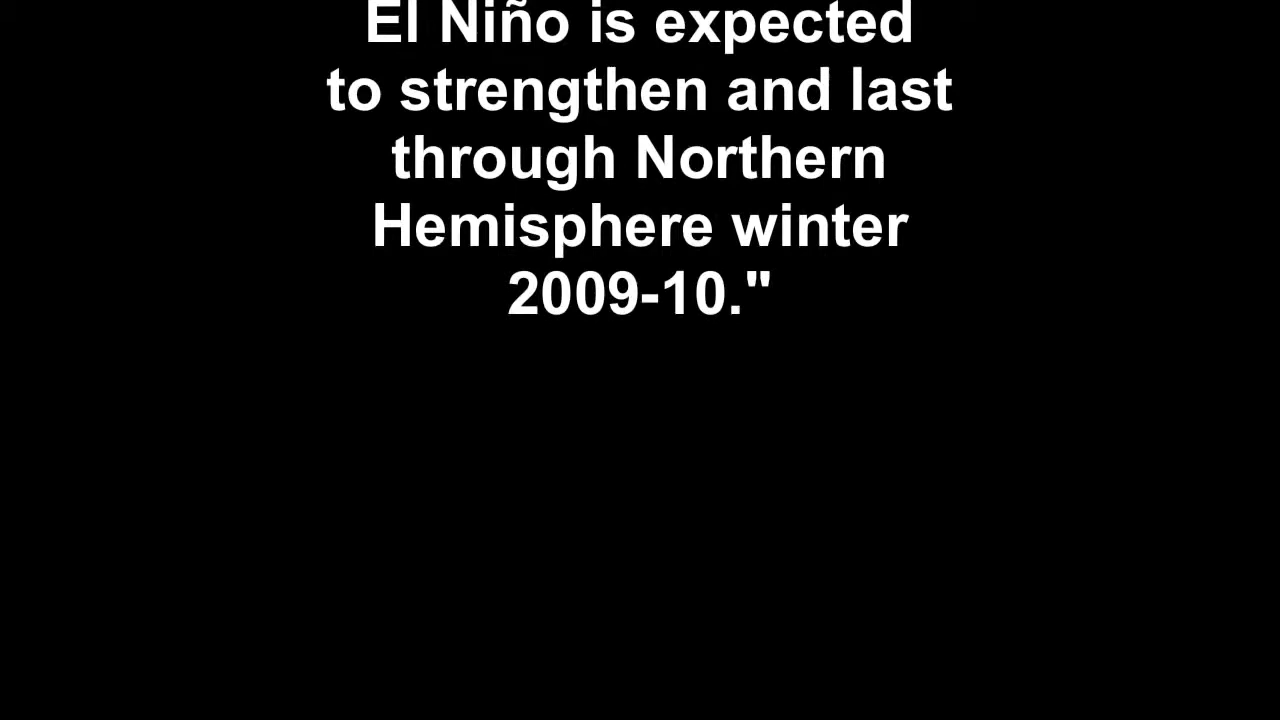 El Niño is expected
to strengthen and last
through Northern
Hemisphere winter
2009-10."